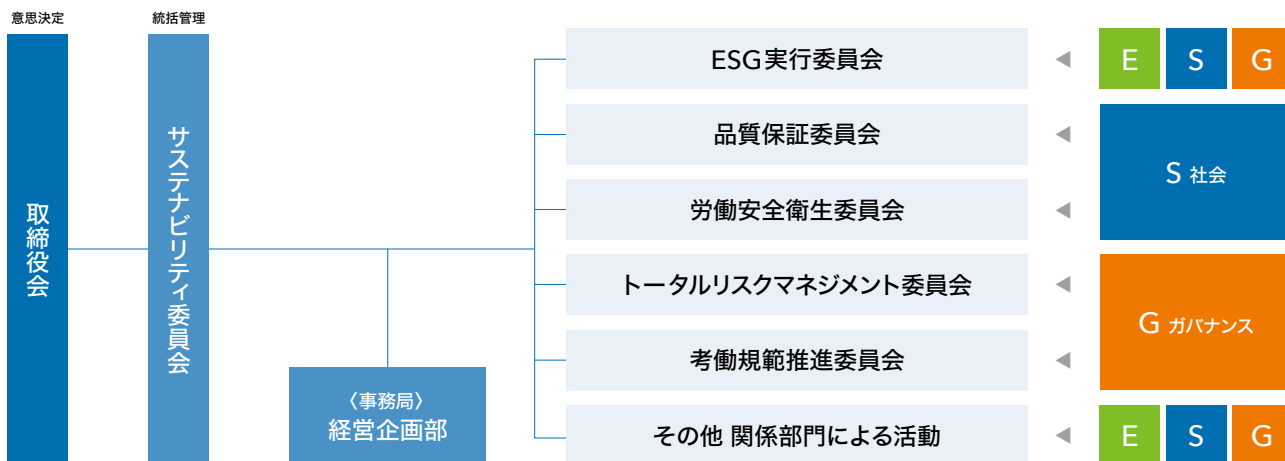 意思決定
統括管理
取締役会
サステナビリティ委員会
〈事務局〉
経営企画部
ESG実行委員会
E S G
品質保証委員会
労働安全衛生委員会
S 社会
トータルリスクマネジメント委員会
考働規範推進委員会
G ガバナンス
その他 関係部門による活動
E S G